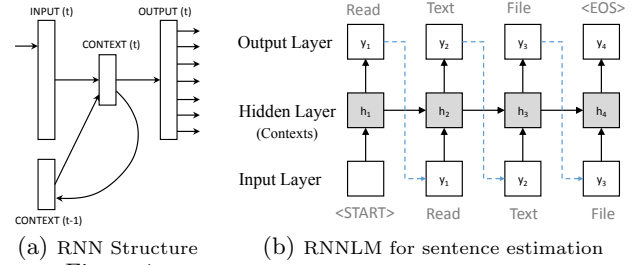 INPUT (t)
OUTPUT (t)
CONTEXT (t)
CONTEXT (t-1)
(a) RNN Structure
Read Text File <EOS>
Output Layer y₁ y₂ y₃ y₄
Hidden Layer h₁ h₂ h₃ h₄
(Contexts)
Input Layer y₁ y₂ y₃
<START> Read Text File
(b) RNNLM for sentence estimation